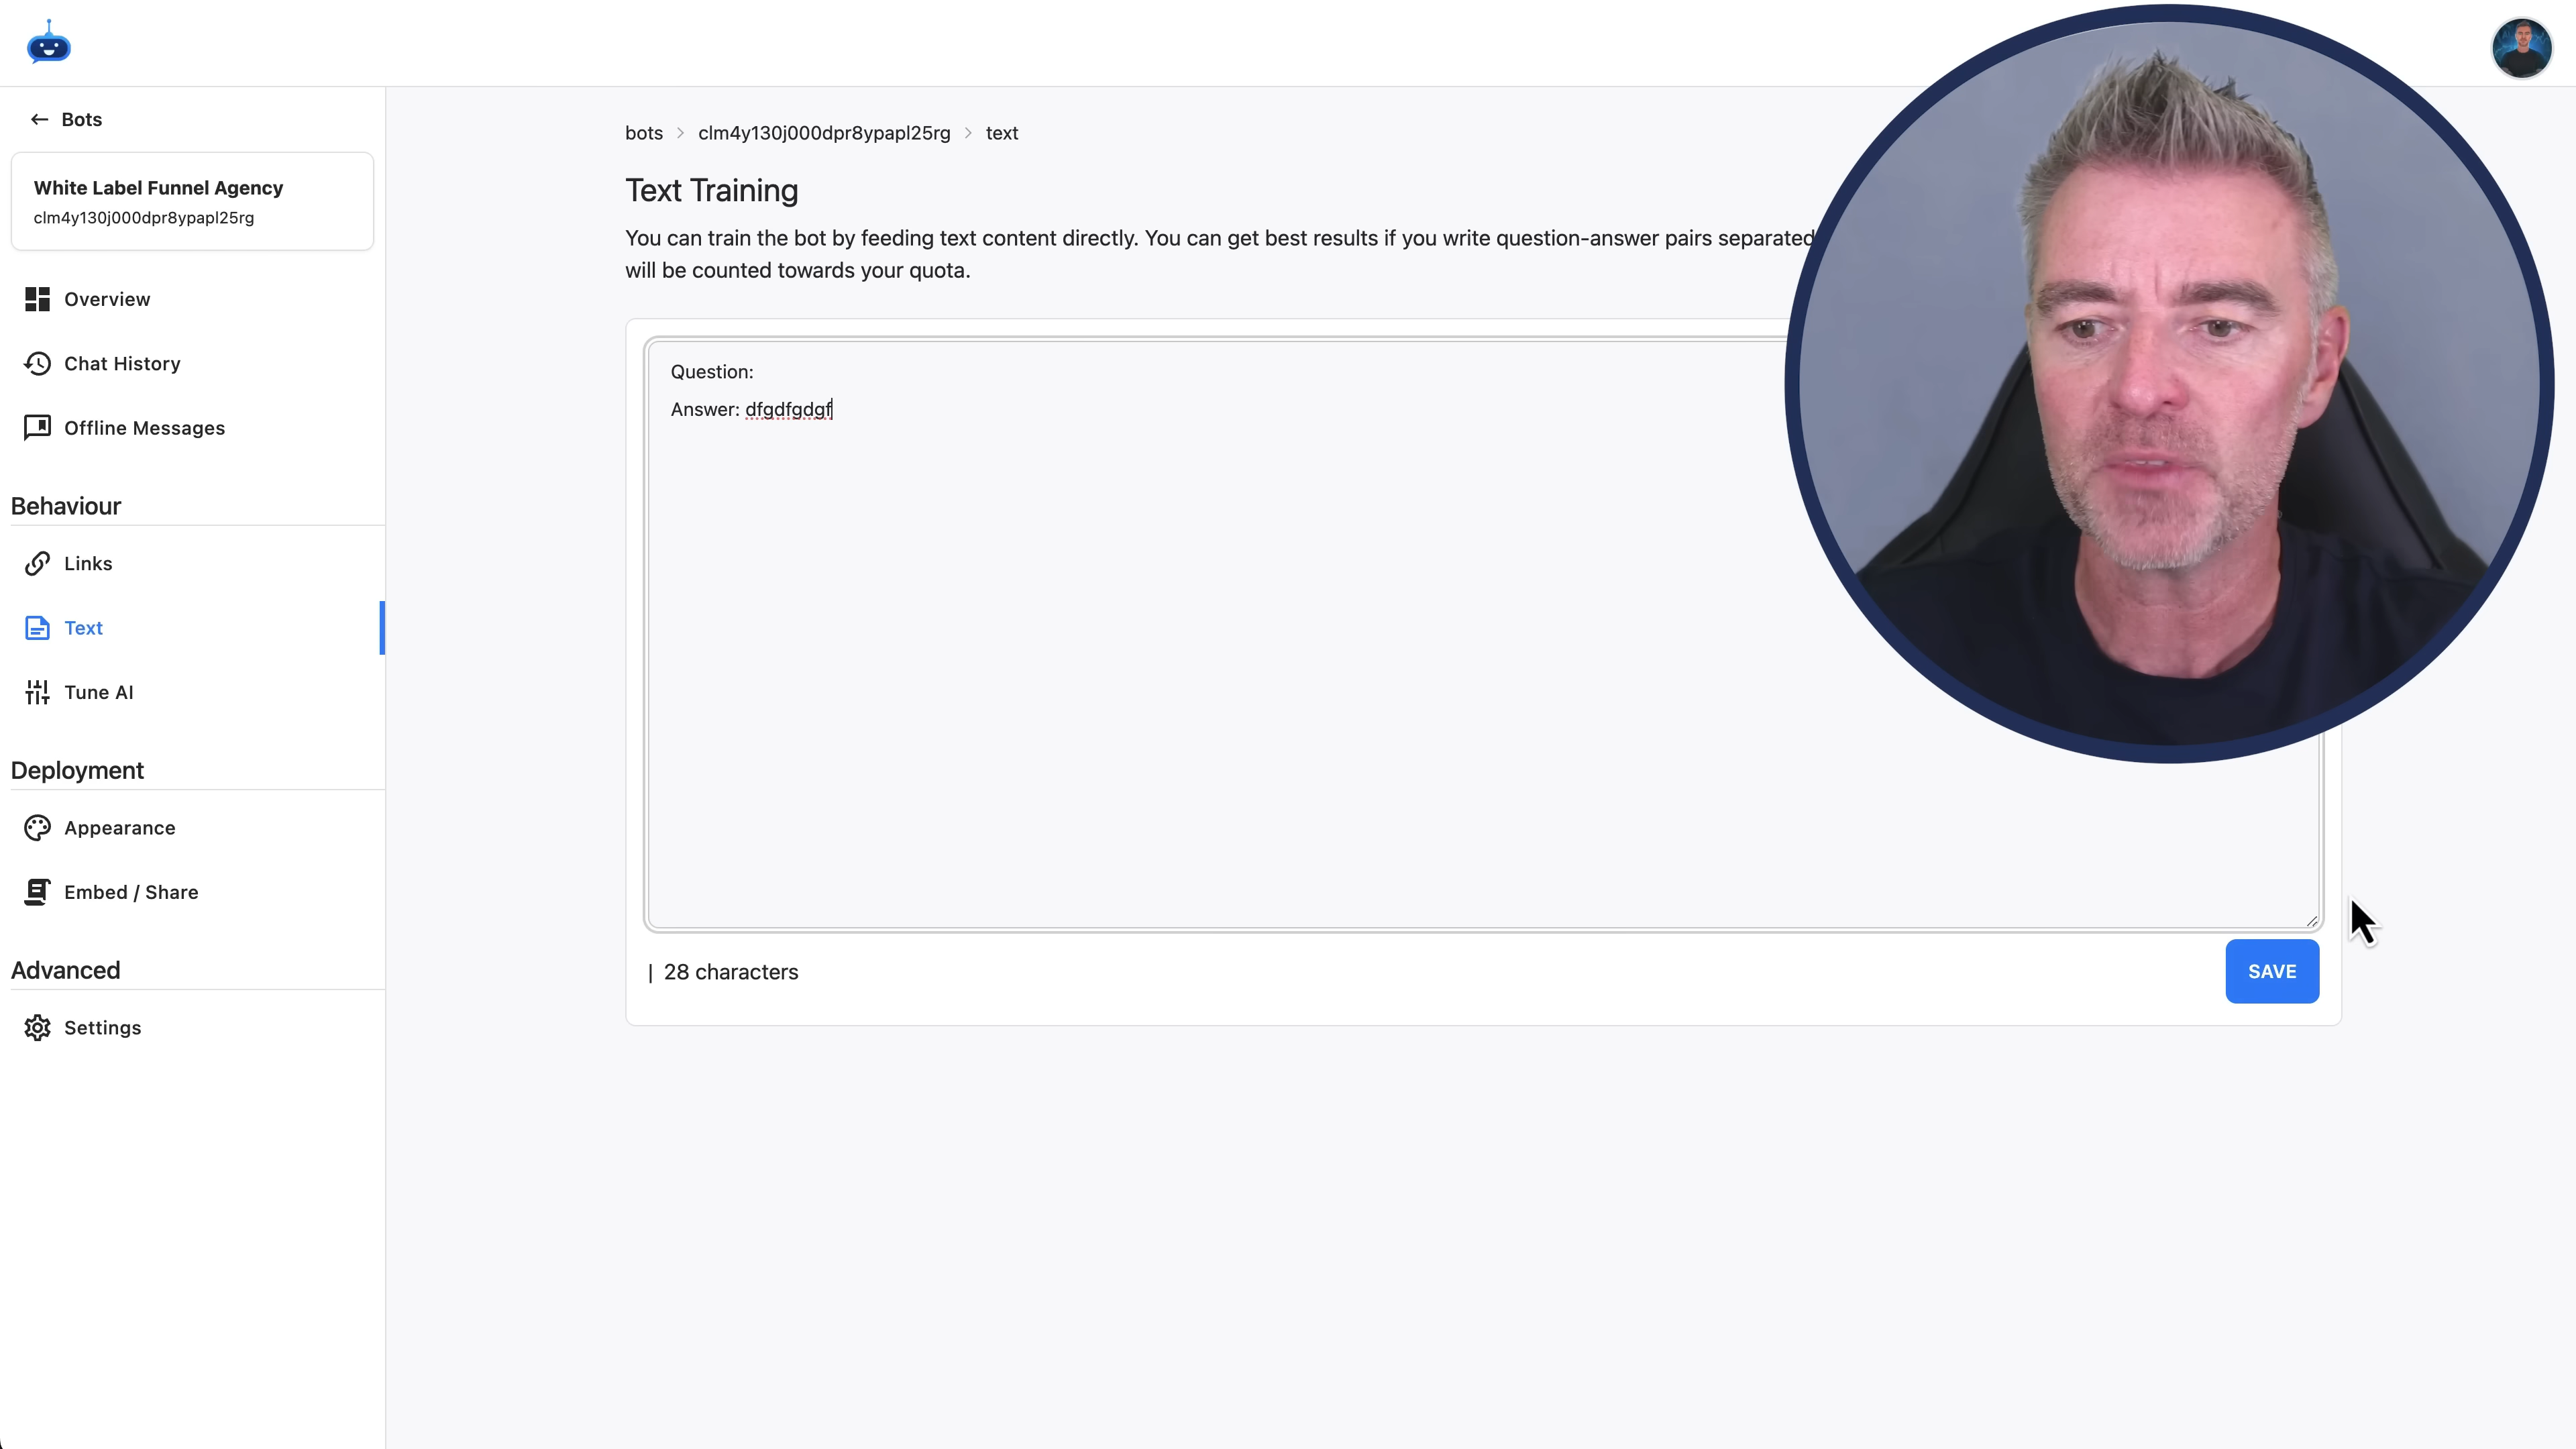 Bots
White Label Funnel Agency
clm4y130j000dpr8ypapl25rg
Overview
Chat History
Offline Messages
Behaviour
Links
Text
Tune AI
Deployment
Appearance
Embed / Share
Advanced
Settings
bots > clm4y130j000dpr8ypapl25rg > text
Text Training
You can train the bot by feeding text content directly. You can get best results if you write question-answer pairs separated
will be counted towards your quota.
Question:
Answer: dfgdfgdgf
| 28 characters
SAVE